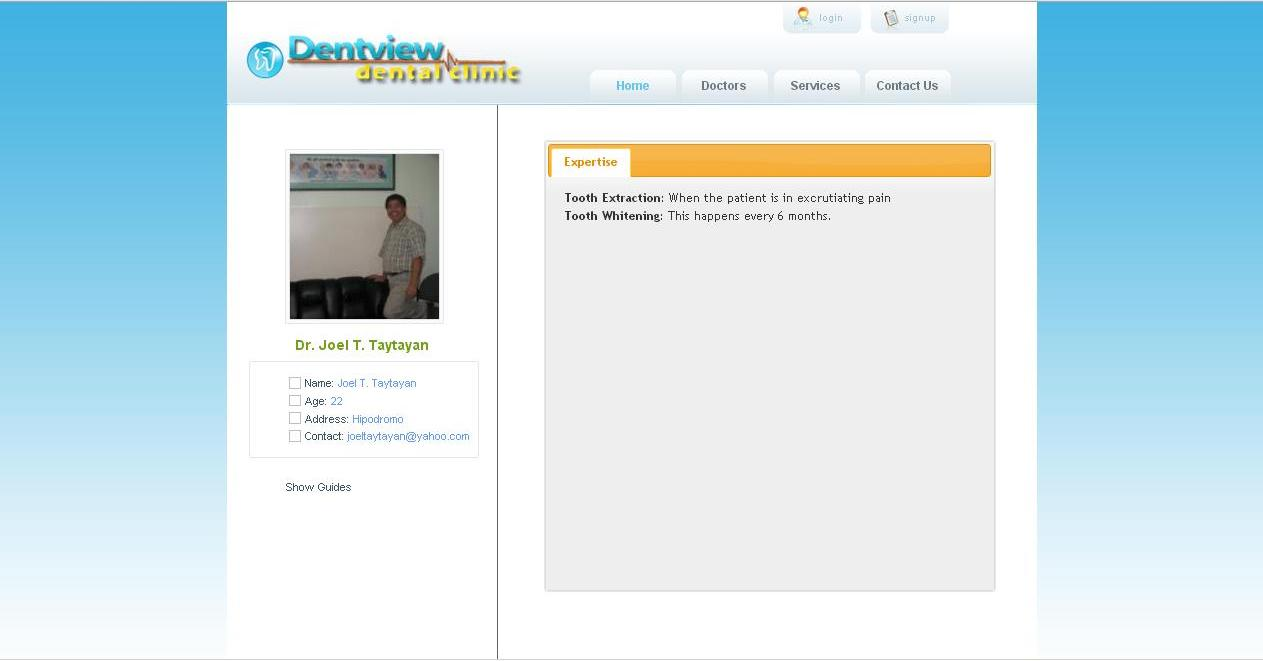 login
signup
Dentview
dental clinic
Home
Doctors
Services
Contact Us
Dr. Joel T. Taytayan
Name: Joel T. Taytayan
Age: 22
Address: Hipodromo
Contact: joeltaytayan@yahoo.com
Show Guides
Expertise
Tooth Extraction: When the patient is in excrutiating pain
Tooth Whitening: This happens every 6 months.